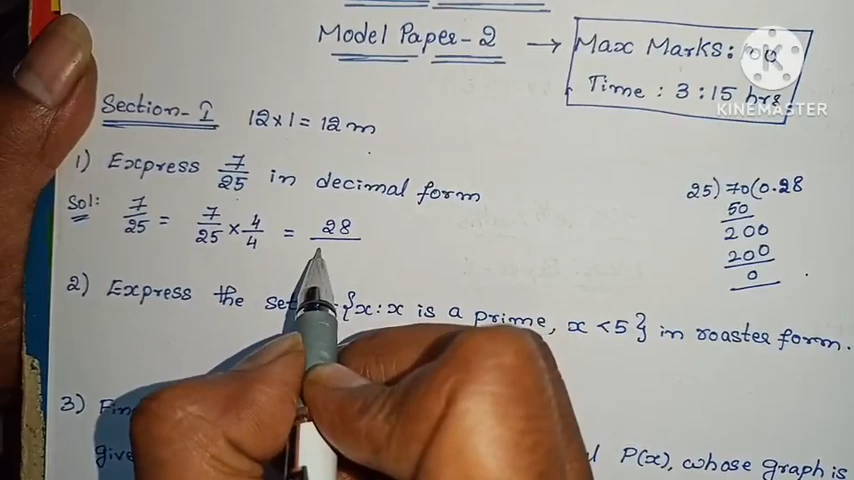 Model Paper-2 → Max Marks:
Time : 3:15 hrs
KINEMASTER
Section-I 12x1 = 12m
1) Express 7/25 in decimal form
Sol: 7/25 = 7/25 x 4/4 = 28
25) 70(0.28
50
200
200
0
2) Express the set {x:x is a prime, x <5} in roaster form.
3)
P(x), whose graph is